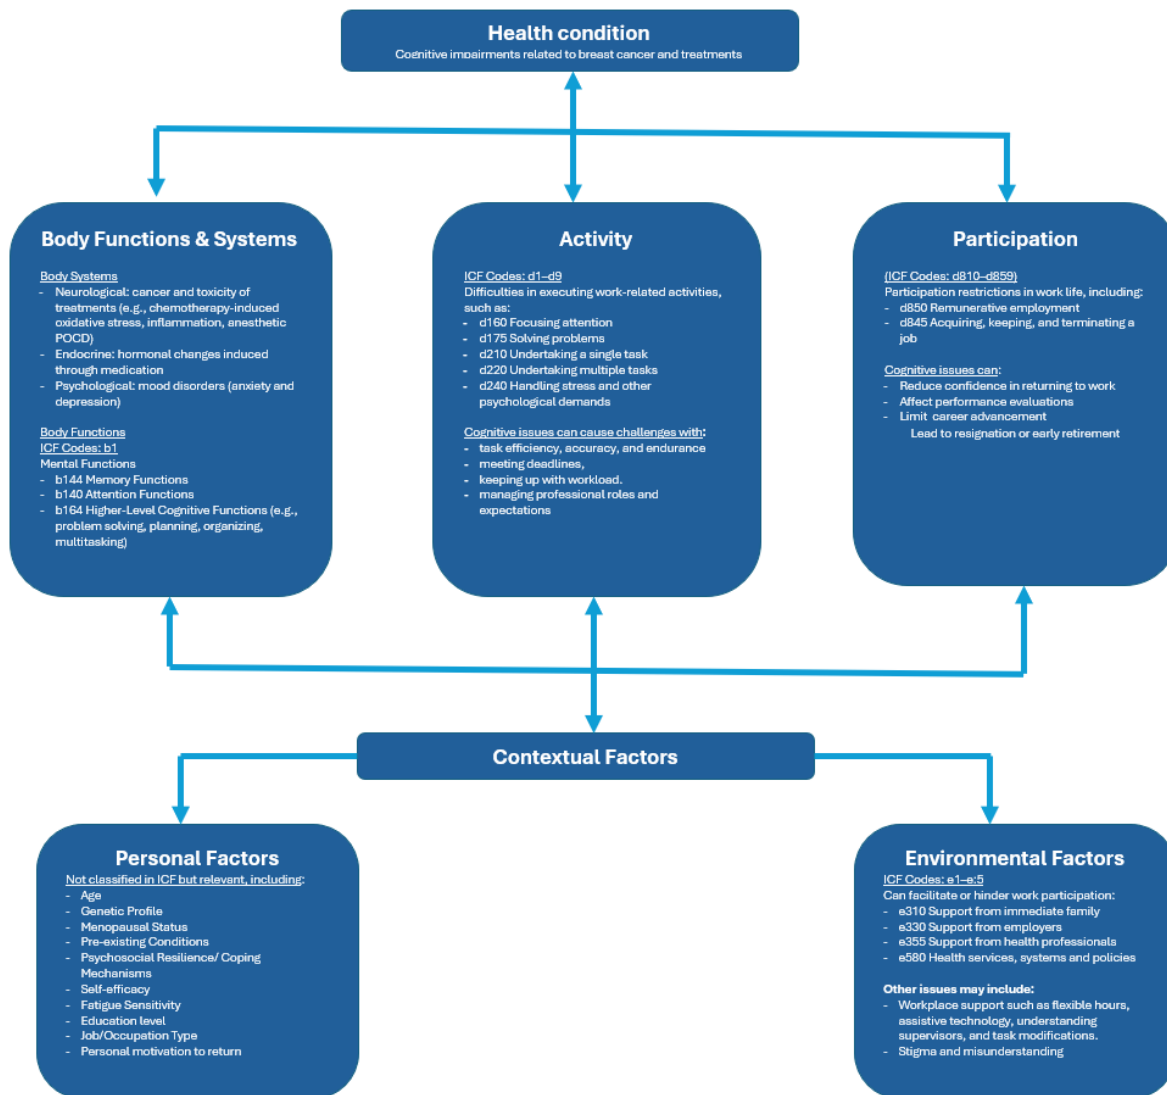 Health condition
Cognitive impairments related to breast cancer and treatments
Body Functions & Systems
Body Systems
- Neurological: cancer and toxicity of
treatments (e.g., chemotherapy-induced
oxidative stress, inflammation, anesthetic
POCD)
- Endocrine: hormonal changes induced
through medication
- Psychological: mood disorders (anxiety and
depression)
Body Functions
ICF Codes: b1
Mental Functions
- b144 Memory Functions
- b140 Attention Functions
- b164 Higher-Level Cognitive Functions (e.g.,
problem solving, planning, organizing,
multitasking)
Activity
ICF Codes: d1–d9
Difficulties in executing work-related activities,
such as:
- d160 Focusing attention
- d175 Solving problems
- d210 Undertaking a single task
- d220 Undertaking multiple tasks
- d240 Handling stress and other
psychological demands
Cognitive issues can cause challenges with:
- task efficiency, accuracy, and endurance
- meeting deadlines,
- keeping up with workload.
- managing professional roles and
expectations
Participation
(ICF Codes: d810–d859)
Participation restrictions in work life, including:
- d850 Remunerative employment
- d845 Acquiring, keeping, and terminating a
job
Cognitive issues can:
- Reduce confidence in returning to work
- Affect performance evaluations
- Limit career advancement
Lead to resignation or early retirement
Contextual Factors
Personal Factors
Not classified in ICF but relevant, including:
- Age
- Genetic Profile
- Menopausal Status
- Pre-existing Conditions
- Psychosocial Resilience/ Coping
Mechanisms
- Self-efficacy
- Fatigue Sensitivity
- Education level
- Job/Occupation Type
- Personal motivation to return
Environmental Factors
ICF Codes: e1–e:5
Can facilitate or hinder work participation:
- e310 Support from immediate family
- e330 Support from employers
- e355 Support from health professionals
- e580 Health services, systems and policies
Other issues may include:
- Workplace support such as flexible hours,
assistive technology, understanding
supervisors, and task modifications.
- Stigma and misunderstanding